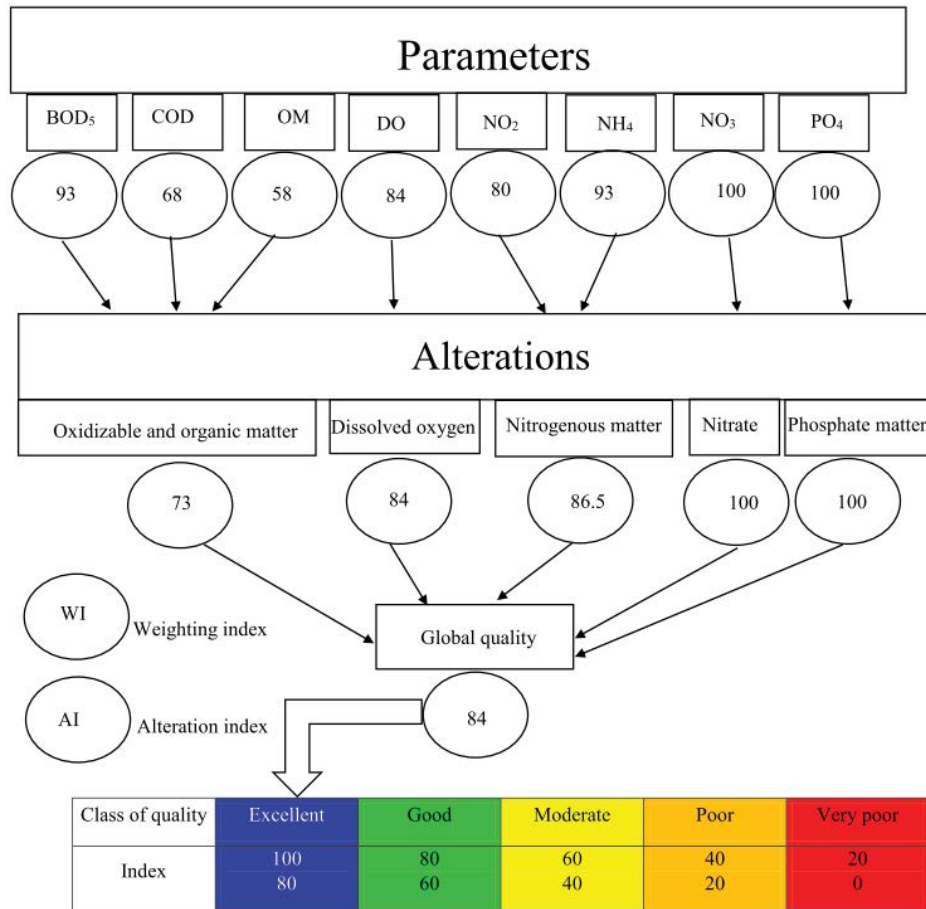 Parameters
BOD₅ COD OM DO NO₂ NH₄ NO₃ PO₄
93 68 58 84 80 93 100 100
Alterations
Oxidizable and organic matter Dissolved oxygen Nitrogenous matter Nitrate Phosphate matter
73 84 86.5 100 100
WI Weighting index
Global quality
AI Alteration index
84
Class of quality Excellent Good Moderate Poor Very poor
Index
100 80 60 40 20
80 60 40 20 0